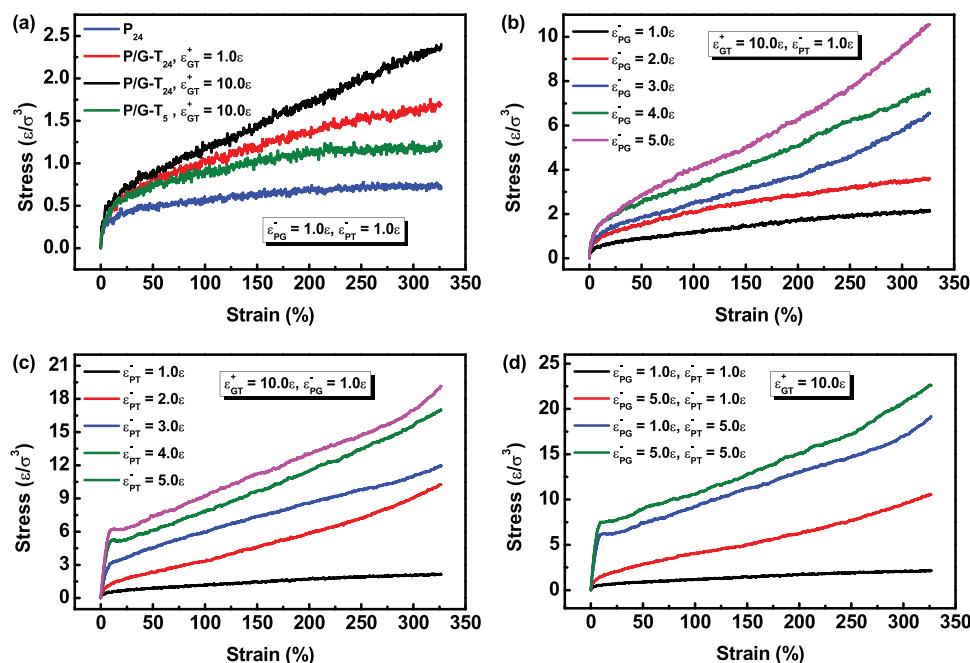 (a)
P₂₄
P/G-T₂₄, ε⁺GT = 1.0ε
P/G-T₂₄, ε⁺GT = 10.0ε
P/G-T₅ , ε⁺GT = 10.0ε
ε⁻PG = 1.0ε, ε⁻PT = 1.0ε
2.5
2.0
1.5
1.0
0.5
0.0
Stress (ε/σ³)
0 50 100 150 200 250 300 350
Strain (%)
(b)
ε⁻PG = 1.0ε
ε⁻PG = 2.0ε
ε⁻PG = 3.0ε
ε⁻PG = 4.0ε
ε⁻PG = 5.0ε
ε⁺GT = 10.0ε, ε⁻PT = 1.0ε
10
8
6
4
2
0
Stress (ε/σ³)
0 50 100 150 200 250 300 350
Strain (%)
(c)
ε⁻PT = 1.0ε
ε⁻PT = 2.0ε
ε⁻PT = 3.0ε
ε⁻PT = 4.0ε
ε⁻PT = 5.0ε
ε⁺GT = 10.0ε, ε⁻PG = 1.0ε
21
18
15
12
9
6
3
0
Stress (ε/σ³)
0 50 100 150 200 250 300 350
Strain (%)
(d)
ε⁻PG = 1.0ε, ε⁻PT = 1.0ε
ε⁻PG = 5.0ε, ε⁻PT = 1.0ε
ε⁻PG = 1.0ε, ε⁻PT = 5.0ε
ε⁻PG = 5.0ε, ε⁻PT = 5.0ε
ε⁺GT = 10.0ε
25
20
15
10
5
0
Stress (ε/σ³)
0 50 100 150 200 250 300 350
Strain (%)